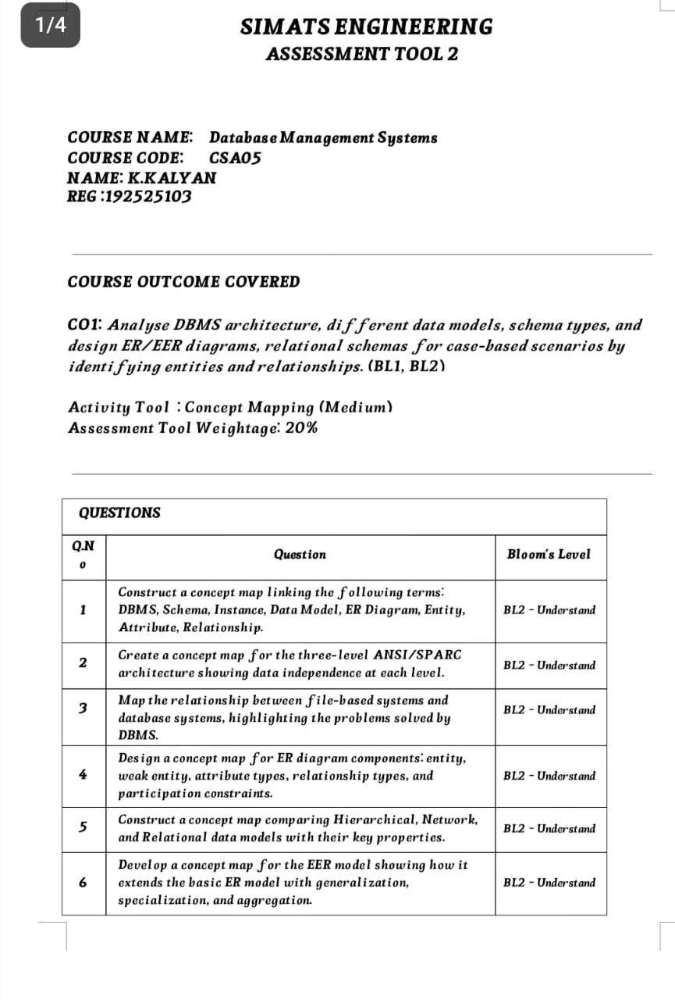 1/4
SIMATS ENGINEERING
ASSESSMENT TOOL 2
COURSE NAME: Database Management Systems
COURSE CODE: CSA05
NAME: K.KALYAN
REG :192525103
COURSE OUTCOME COVERED
CO1: Analyse DBMS architecture, different data models, schema types, and
design ER/EER diagrams, relational schemas for case-based scenarios by
identifying entities and relationships. (BL1, BL2)
Activity Tool : Concept Mapping (Medium)
Assessment Tool Weightage: 20%
QUESTIONS
Q.N
o
Question
Bloom's Level
1
Construct a concept map linking the following terms:
DBMS, Schema, Instance, Data Model, ER Diagram, Entity,
Attribute, Relationship.
BL2 - Understand
2
Create a concept map for the three-level ANSI/SPARC
architecture showing data independence at each level.
BL2 - Understand
3
Map the relationship between file-based systems and
database systems, highlighting the problems solved by
DBMS.
BL2 - Understand
4
Design a concept map for ER diagram components: entity,
weak entity, attribute types, relationship types, and
participation constraints.
BL2 - Understand
5
Construct a concept map comparing Hierarchical, Network,
and Relational data models with their key properties.
BL2 - Understand
6
Develop a concept map for the EER model showing how it
extends the basic ER model with generalization,
specialization, and aggregation.
BL2 - Understand